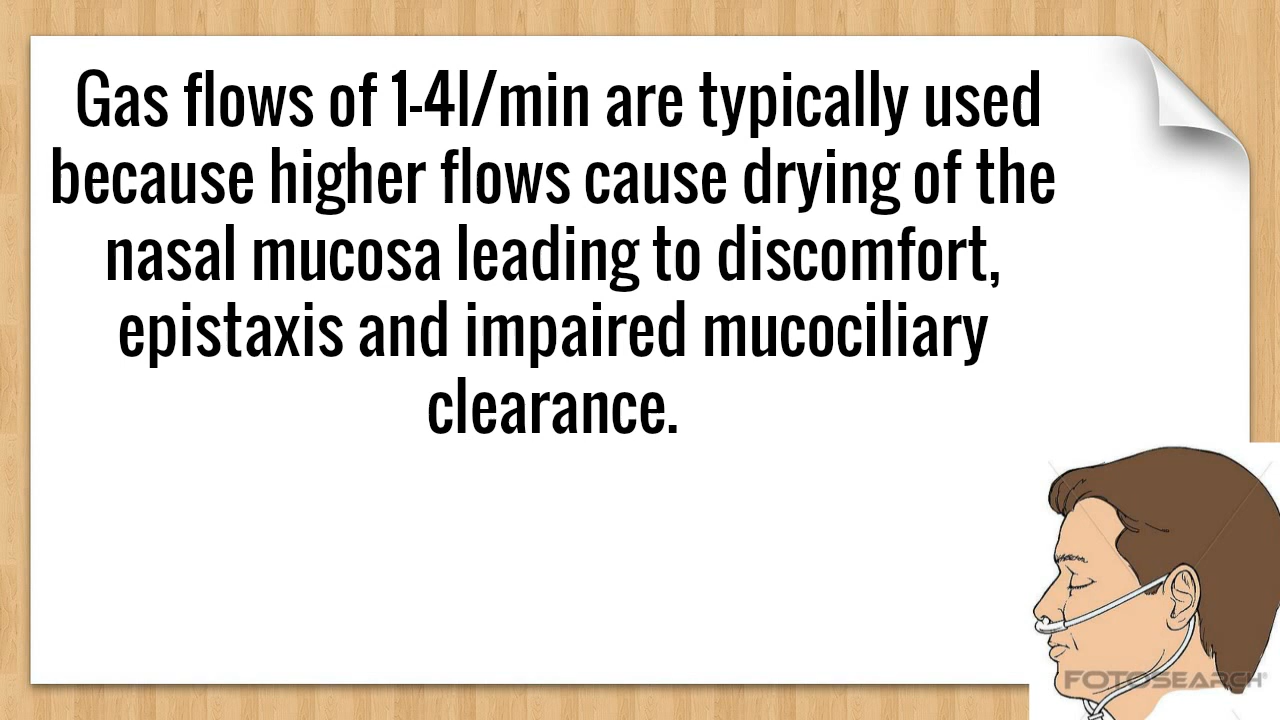 Gas flows of 1-4l/min are typically used
because higher flows cause drying of the
nasal mucosa leading to discomfort,
epistaxis and impaired mucociliary
clearance.
FOTOSEARCH®